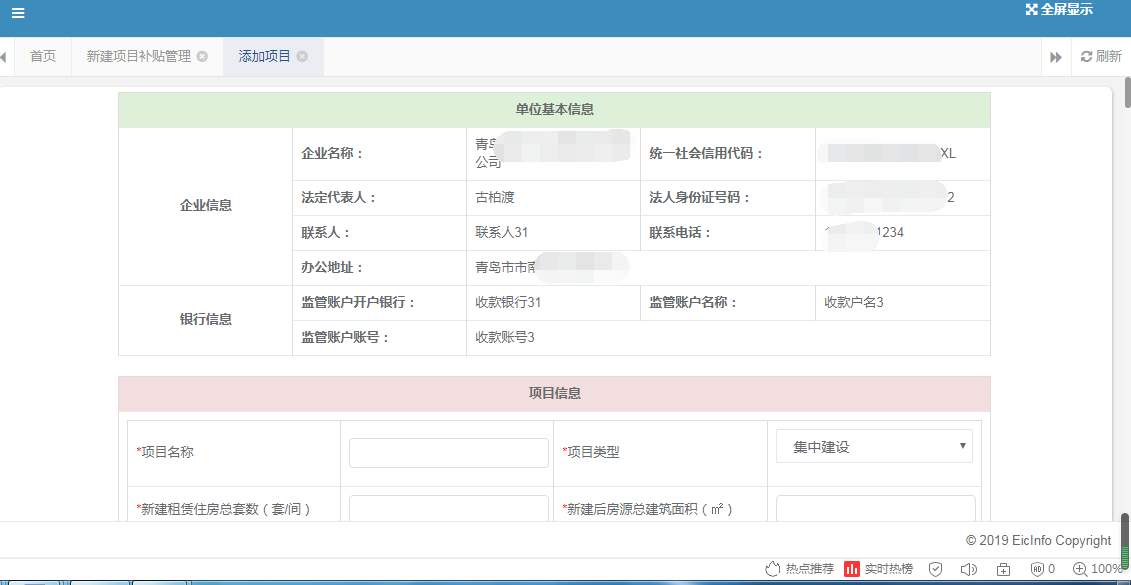 全屏显示
首页 新建项目补贴管理 添加项目 刷新
单位基本信息
企业信息
企业名称： 青岛 公司 统一社会信用代码： XL
法定代表人： 古柏渡 法人身份证号码： 2
联系人： 联系人31 联系电话： 1234
办公地址： 青岛市市南
银行信息
监管账户开户银行： 收款银行31 监管账户名称： 收款户名3
监管账户账号： 收款账号3
项目信息
*项目名称 *项目类型 集中建设
*新建租赁住房总套数（套/间） *新建后房源总建筑面积（㎡）
© 2019 EicInfo Copyright
热点推荐 实时热榜 0 100%